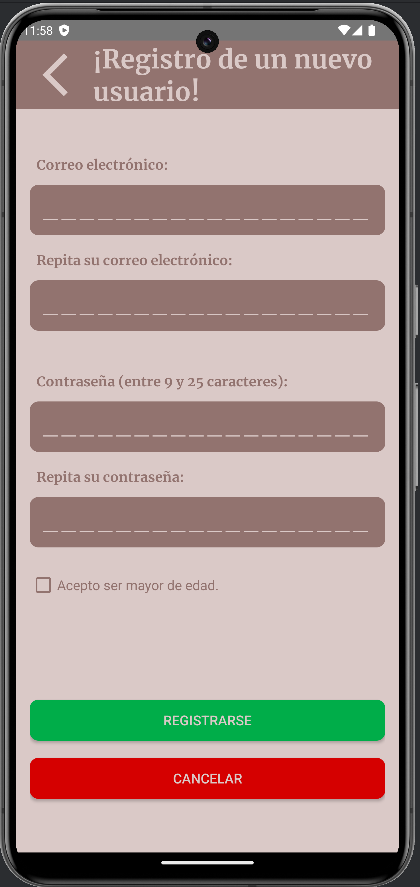 11:58
¡Registro de un nuevo
usuario!
Correo electrónico:
_ _ _ _ _ _ _ _ _ _ _ _ _ _ _ _ _ _
Repita su correo electrónico:
_ _ _ _ _ _ _ _ _ _ _ _ _ _ _ _ _ _
Contraseña (entre 9 y 25 caracteres):
_ _ _ _ _ _ _ _ _ _ _ _ _ _ _ _ _ _
Repita su contraseña:
_ _ _ _ _ _ _ _ _ _ _ _ _ _ _ _ _ _
Acepto ser mayor de edad.
REGISTRARSE
CANCELAR